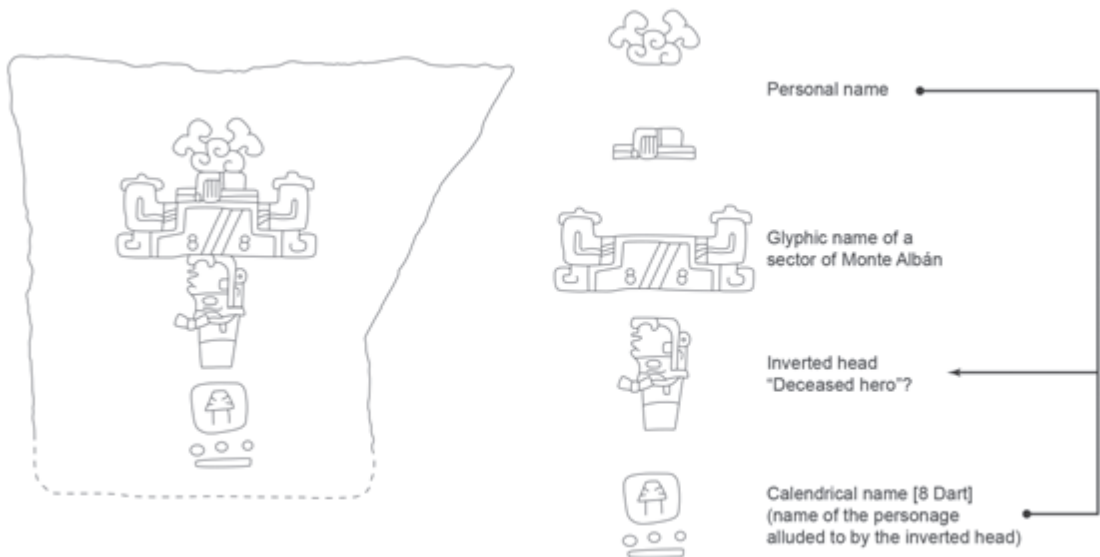 Personal name
Glyphic name of a
sector of Monte Albán
Inverted head
“Deceased hero”?
Calendrical name [8 Dart]
(name of the personage
alluded to by the inverted head)